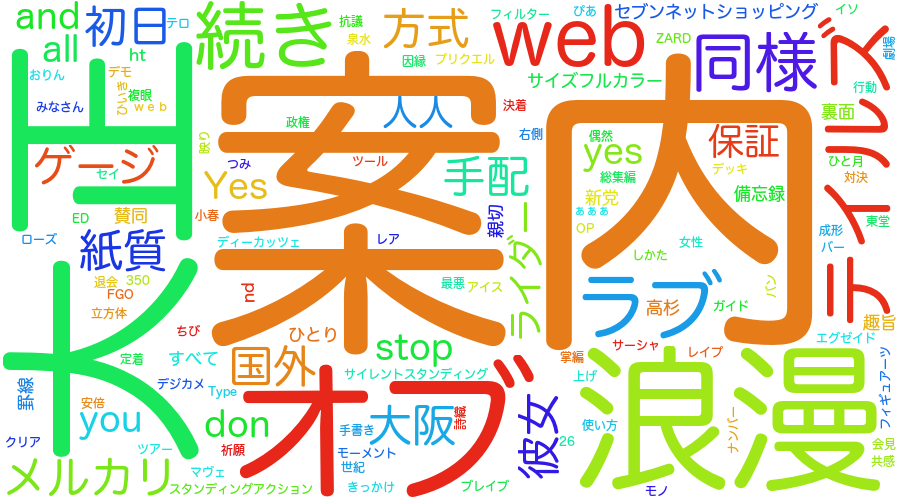 and
all
初日
テロ
続き
抗議
泉水
方式
因縁
プリクエル
フィルター
web
ぴあ
セブンネットショッピング
イソ
ZARD
同様
サイズフルカラー
テイルズ
劇場
行動
ht
おりん
デモ
複眼
ひいき
web
みなさん
K王
ゲージ
セイ
賛同
ED
ローズ
紙質
退会
350
FGO
立方体
案内
人人
政権
決着
右側
映り
つみ
ツール
Yes
小春
手配
親切
ディーカッツェ
レア
最悪
アイス
ライダー
偶然
yes
総集編
新党
ぁぁぁ
OP
しかた
女性
保証
デッキ
備忘録
裏面
ひと月
対決
東堂
成形
バー
バン
ラブ
高杉
ガイド
趣旨
エグゼイド
nd
ちび
ひとり
すべて
国外
stop
サイレントスタンディング
定着
罫線
デジカメ
Type
安倍
you
don
オブ
大阪
詩織
手書き
モーメント
世紀
きっかけ
ブレイブ
祈願
ツアー
マヴェ
クリア
メルカリ
スタンディングアクション
彼女
掌編
サーシャ
レイプ
上げ
使い方
26
浪漫
ナンバー
モノ
フィギュアーツ
会見
共感